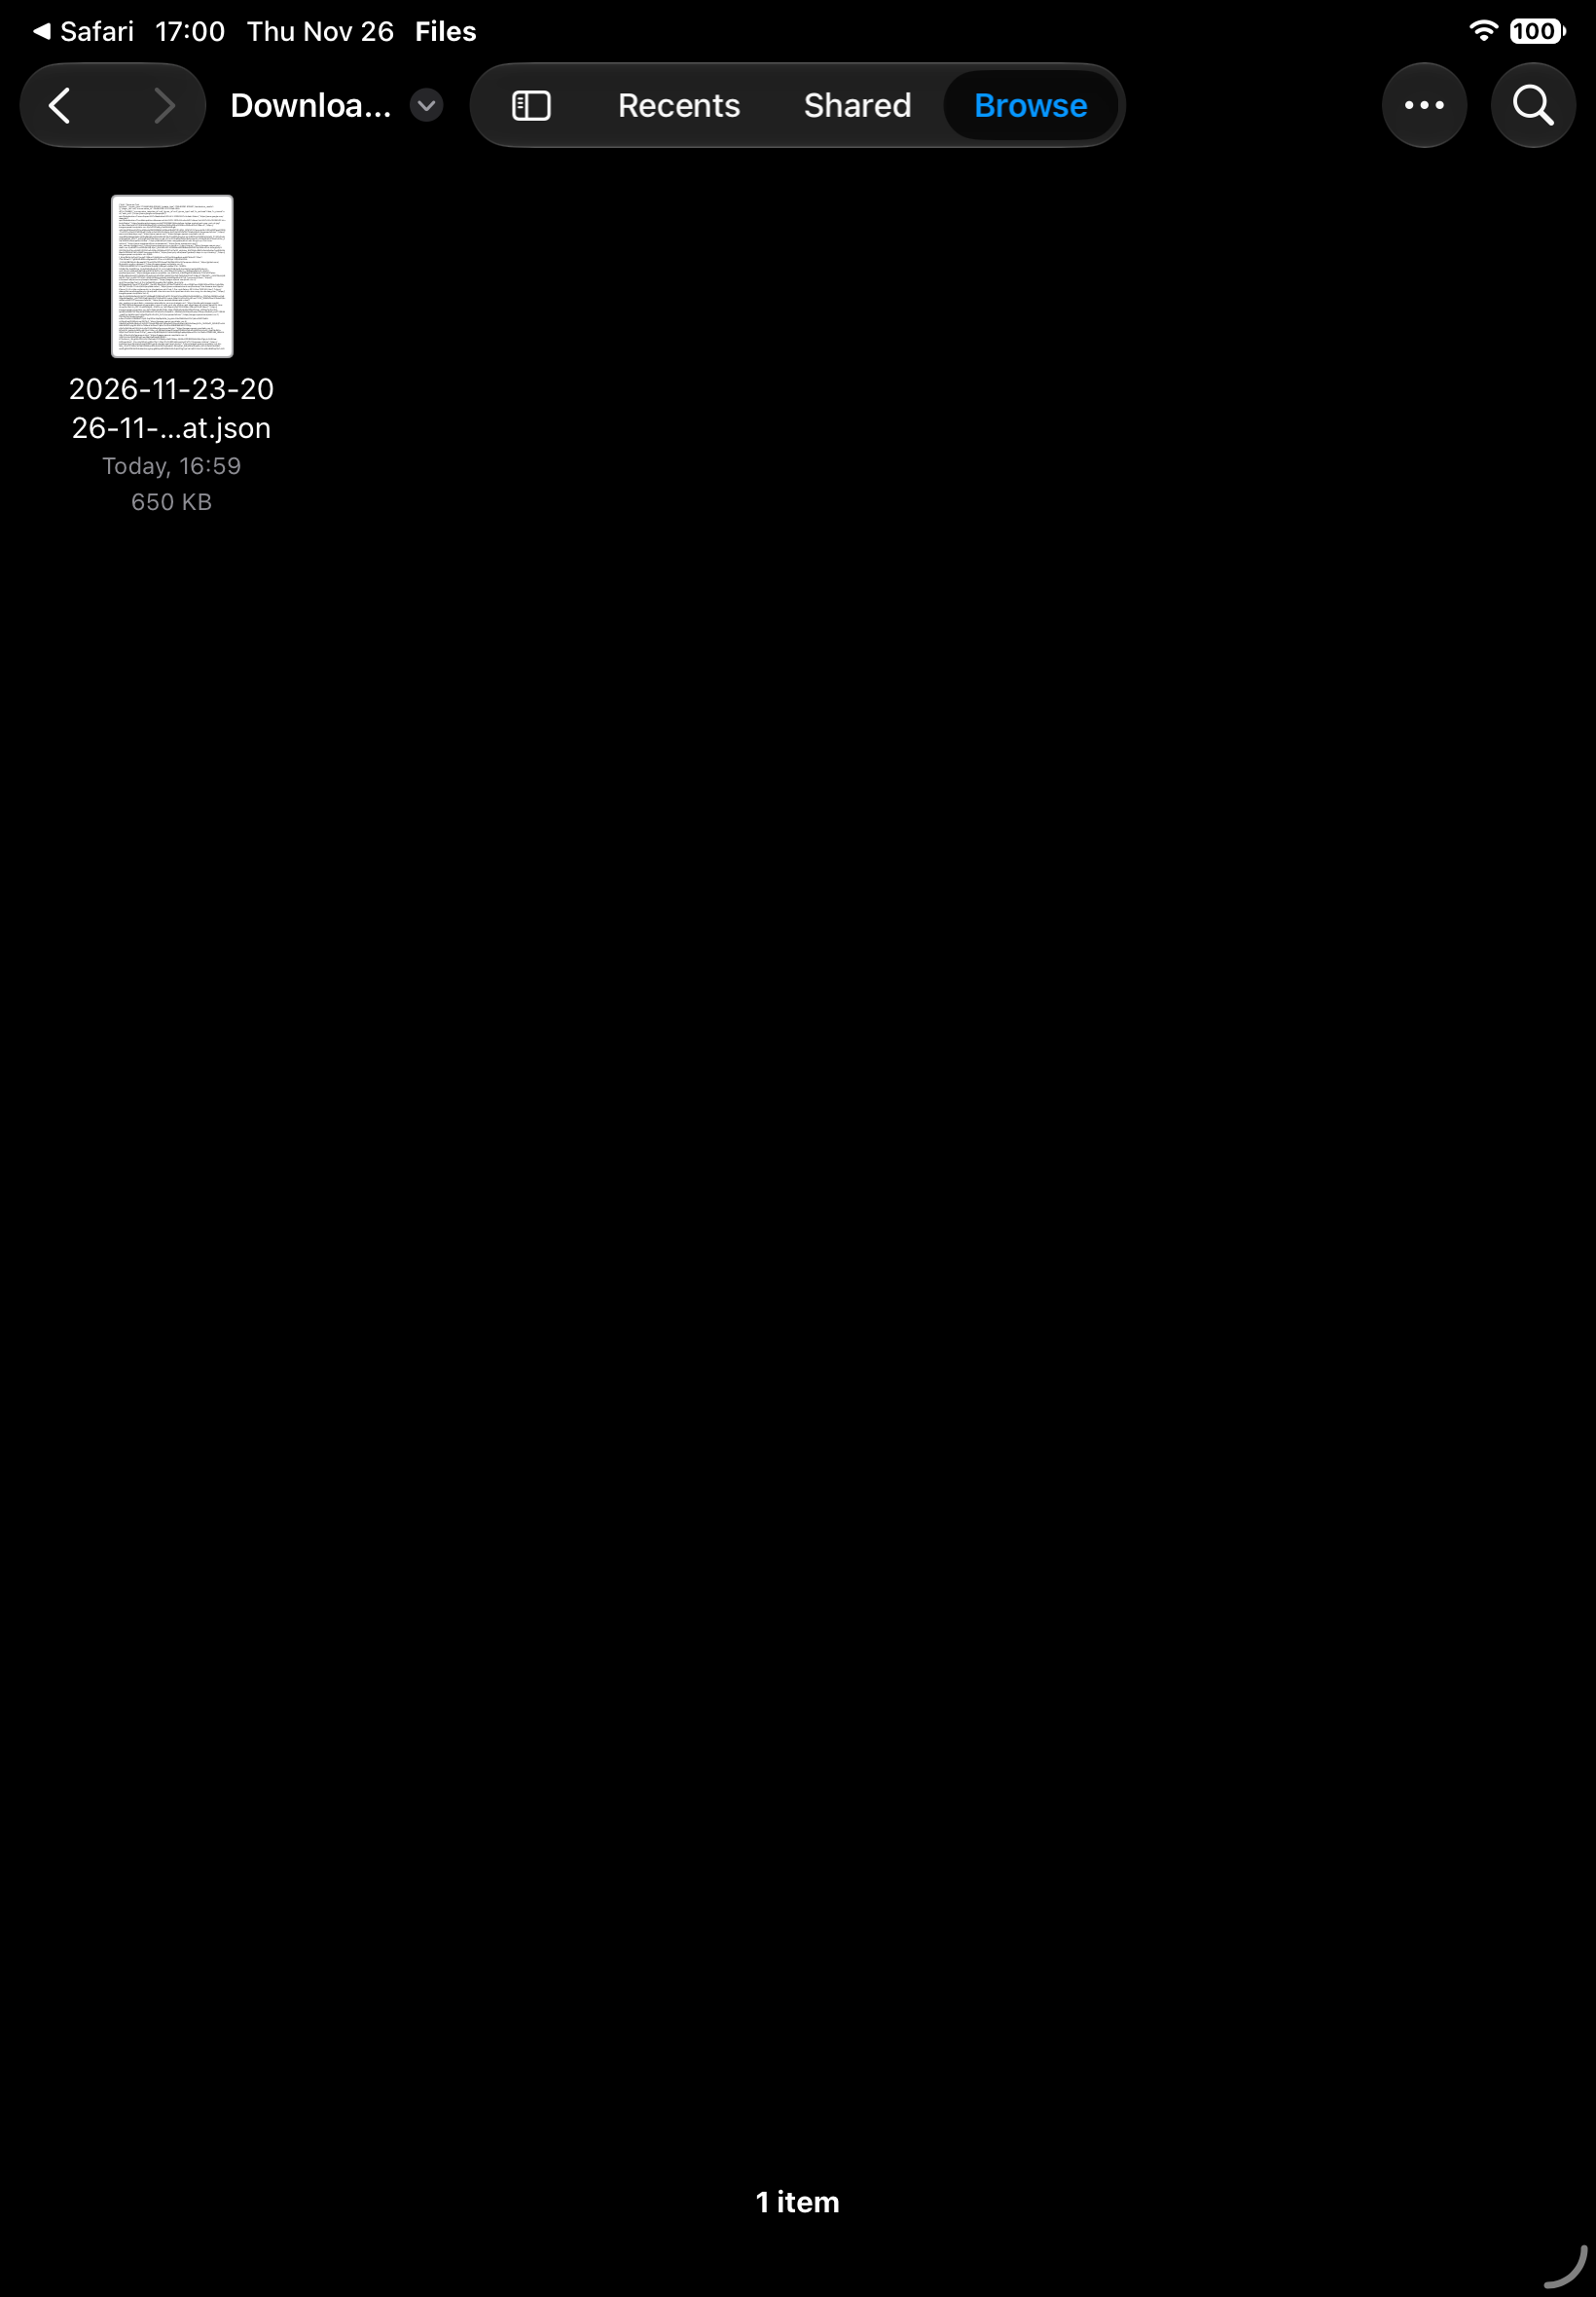 Safari 17:00 Thu Nov 26 Files
100
Downloa... Recents Shared Browse
2026-11-23-20
26-11-...at.json
Today, 16:59
650 KB
1 item